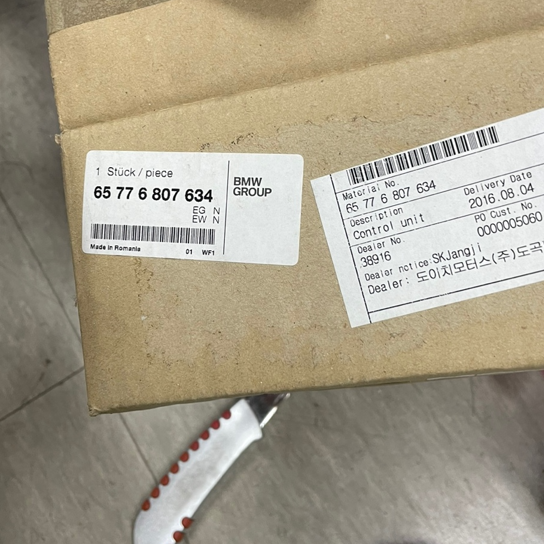 1 Stück / piece
65 77 6 807 634
EG N
EW N
Made in Romania 01 WF1
BMW
GROUP
Material No.
65 77 6 807 634
Description
Control unit
Dealer No.
38916
Delivery Date
2016.08.04
PO Cust. No.
0000005060
Dealer notice:SKJangji
Dealer: 도이치모터스(주)도곡